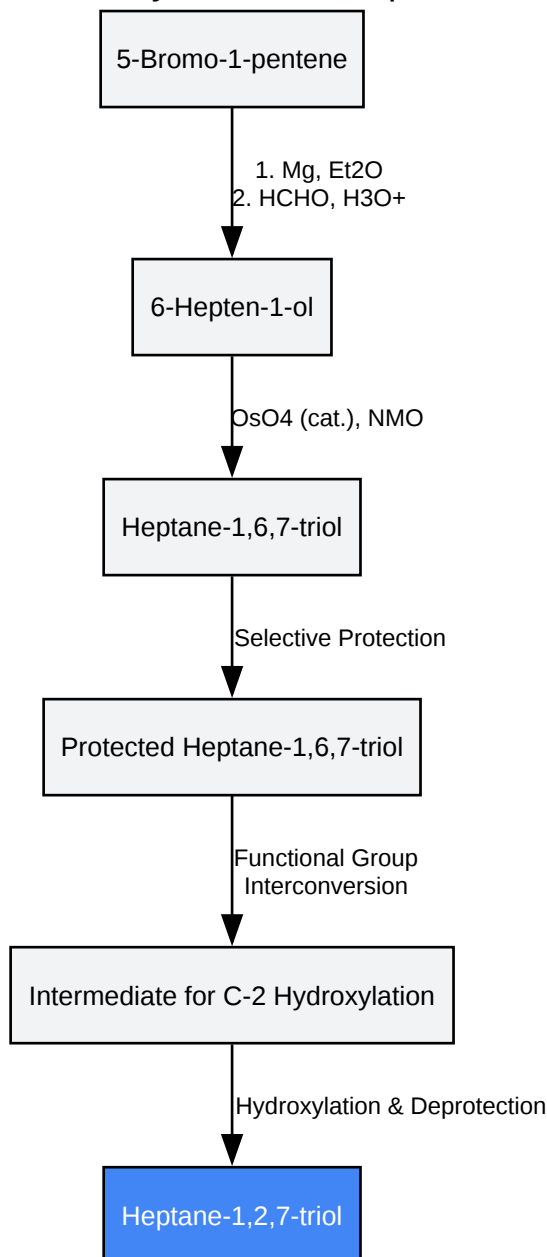 5-Bromo-1-pentene
1. Mg, Et2O
2. HCHO, H3O+
6-Hepten-1-ol
OsO4 (cat.), NMO
Heptane-1,6,7-triol
Selective Protection
Protected Heptane-1,6,7-triol
Functional Group
Interconversion
Intermediate for C-2 Hydroxylation
Hydroxylation & Deprotection
Heptane-1,2,7-triol